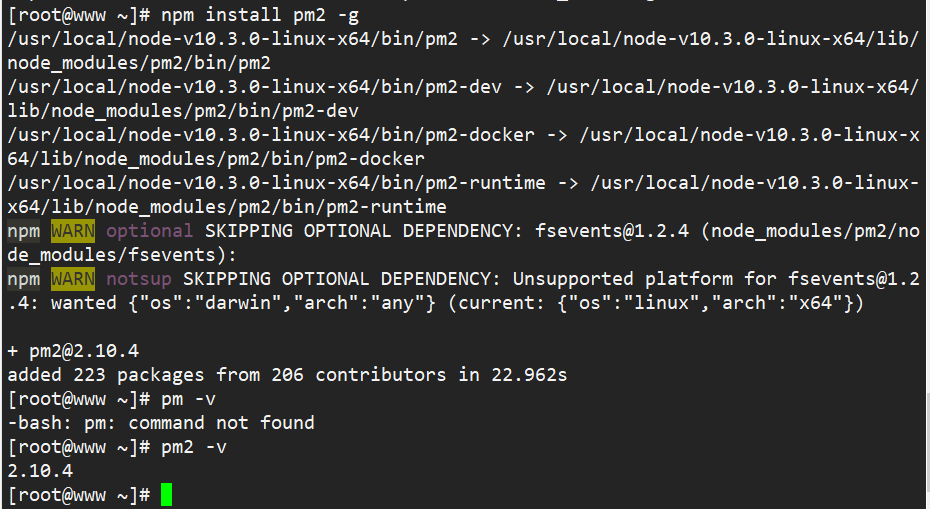 [root@www ~]# npm install pm2 -g
/usr/local/node-v10.3.0-linux-x64/bin/pm2 -> /usr/local/node-v10.3.0-linux-x64/lib/
node_modules/pm2/bin/pm2
/usr/local/node-v10.3.0-linux-x64/bin/pm2-dev -> /usr/local/node-v10.3.0-linux-x64/
lib/node_modules/pm2/bin/pm2-dev
/usr/local/node-v10.3.0-linux-x64/bin/pm2-docker -> /usr/local/node-v10.3.0-linux-x
64/lib/node_modules/pm2/bin/pm2-docker
/usr/local/node-v10.3.0-linux-x64/bin/pm2-runtime -> /usr/local/node-v10.3.0-linux-
x64/lib/node_modules/pm2/bin/pm2-runtime
npm WARN optional SKIPPING OPTIONAL DEPENDENCY: fsevents@1.2.4 (node_modules/pm2/no
de_modules/fsevents):
npm WARN notsup SKIPPING OPTIONAL DEPENDENCY: Unsupported platform for fsevents@1.2
.4: wanted {"os":"darwin","arch":"any"} (current: {"os":"linux","arch":"x64"})
+ pm2@2.10.4
added 223 packages from 206 contributors in 22.962s
[root@www ~]# pm -v
-bash: pm: command not found
[root@www ~]# pm2 -v
2.10.4
[root@www ~]#